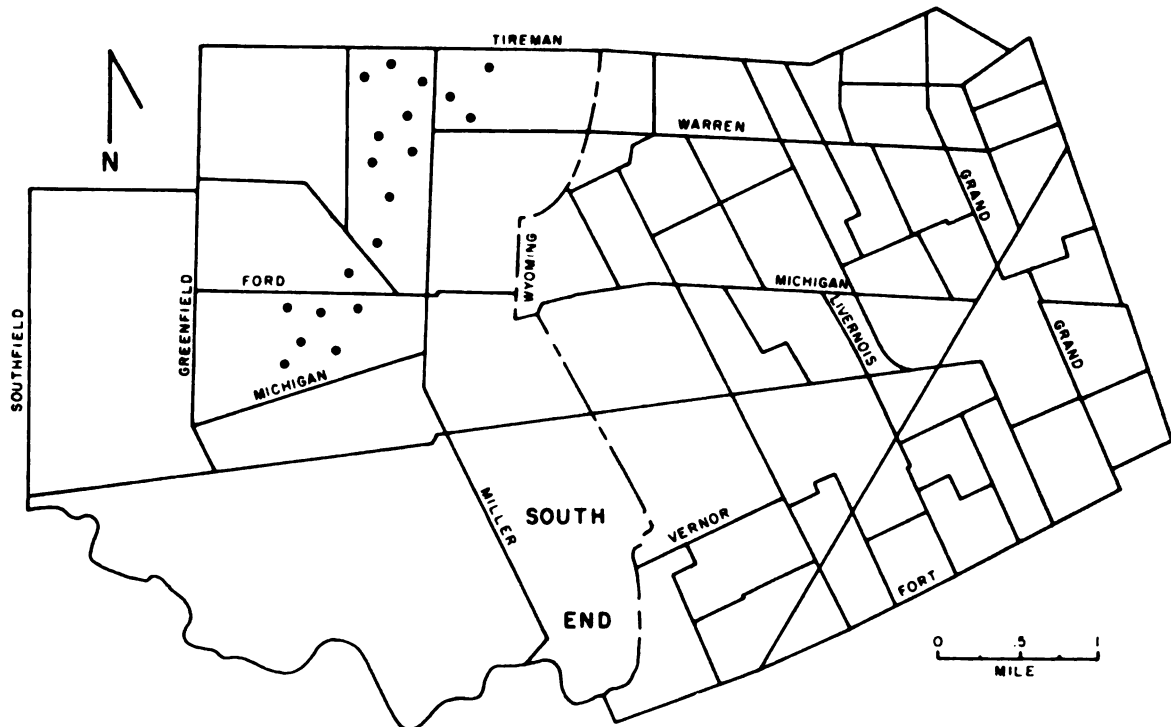 TIREMAN
N
WARREN
GRAND
WYOMING
FORD
MICHIGAN
LIVERNOIS
GREENFIELD
SOUTHFIELD
MICHIGAN
GRAND
MILLER
SOUTH
VERNOR
END
FORT
0 .5 1
MILE